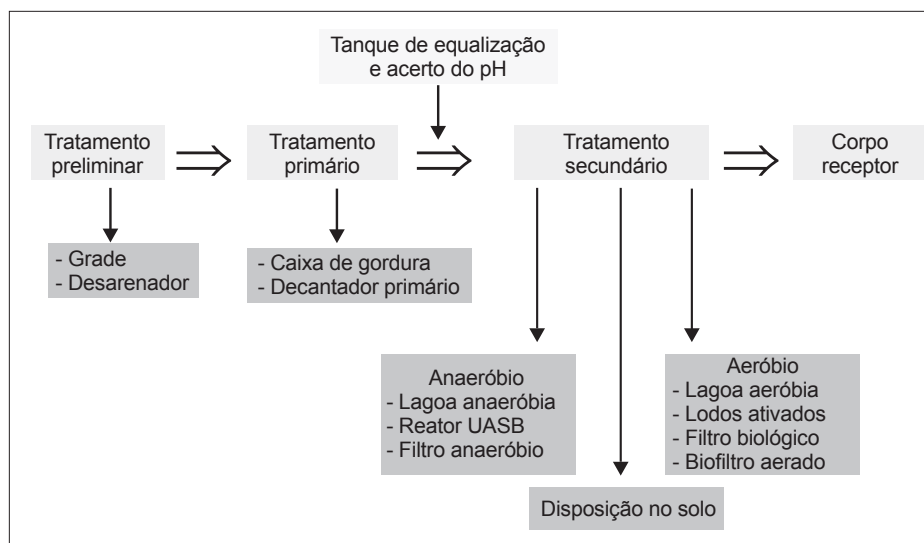 Tanque de equalização
e acerto do pH
Tratamento
preliminar
Tratamento
primário
Tratamento
secundário
Corpo
receptor
- Grade
- Desarenador
- Caixa de gordura
- Decantador primário
Anaeróbio
- Lagoa anaeróbia
- Reator UASB
- Filtro anaeróbio
Aeróbio
- Lagoa aeróbia
- Lodos ativados
- Filtro biológico
- Biofiltro aerado
Disposição no solo